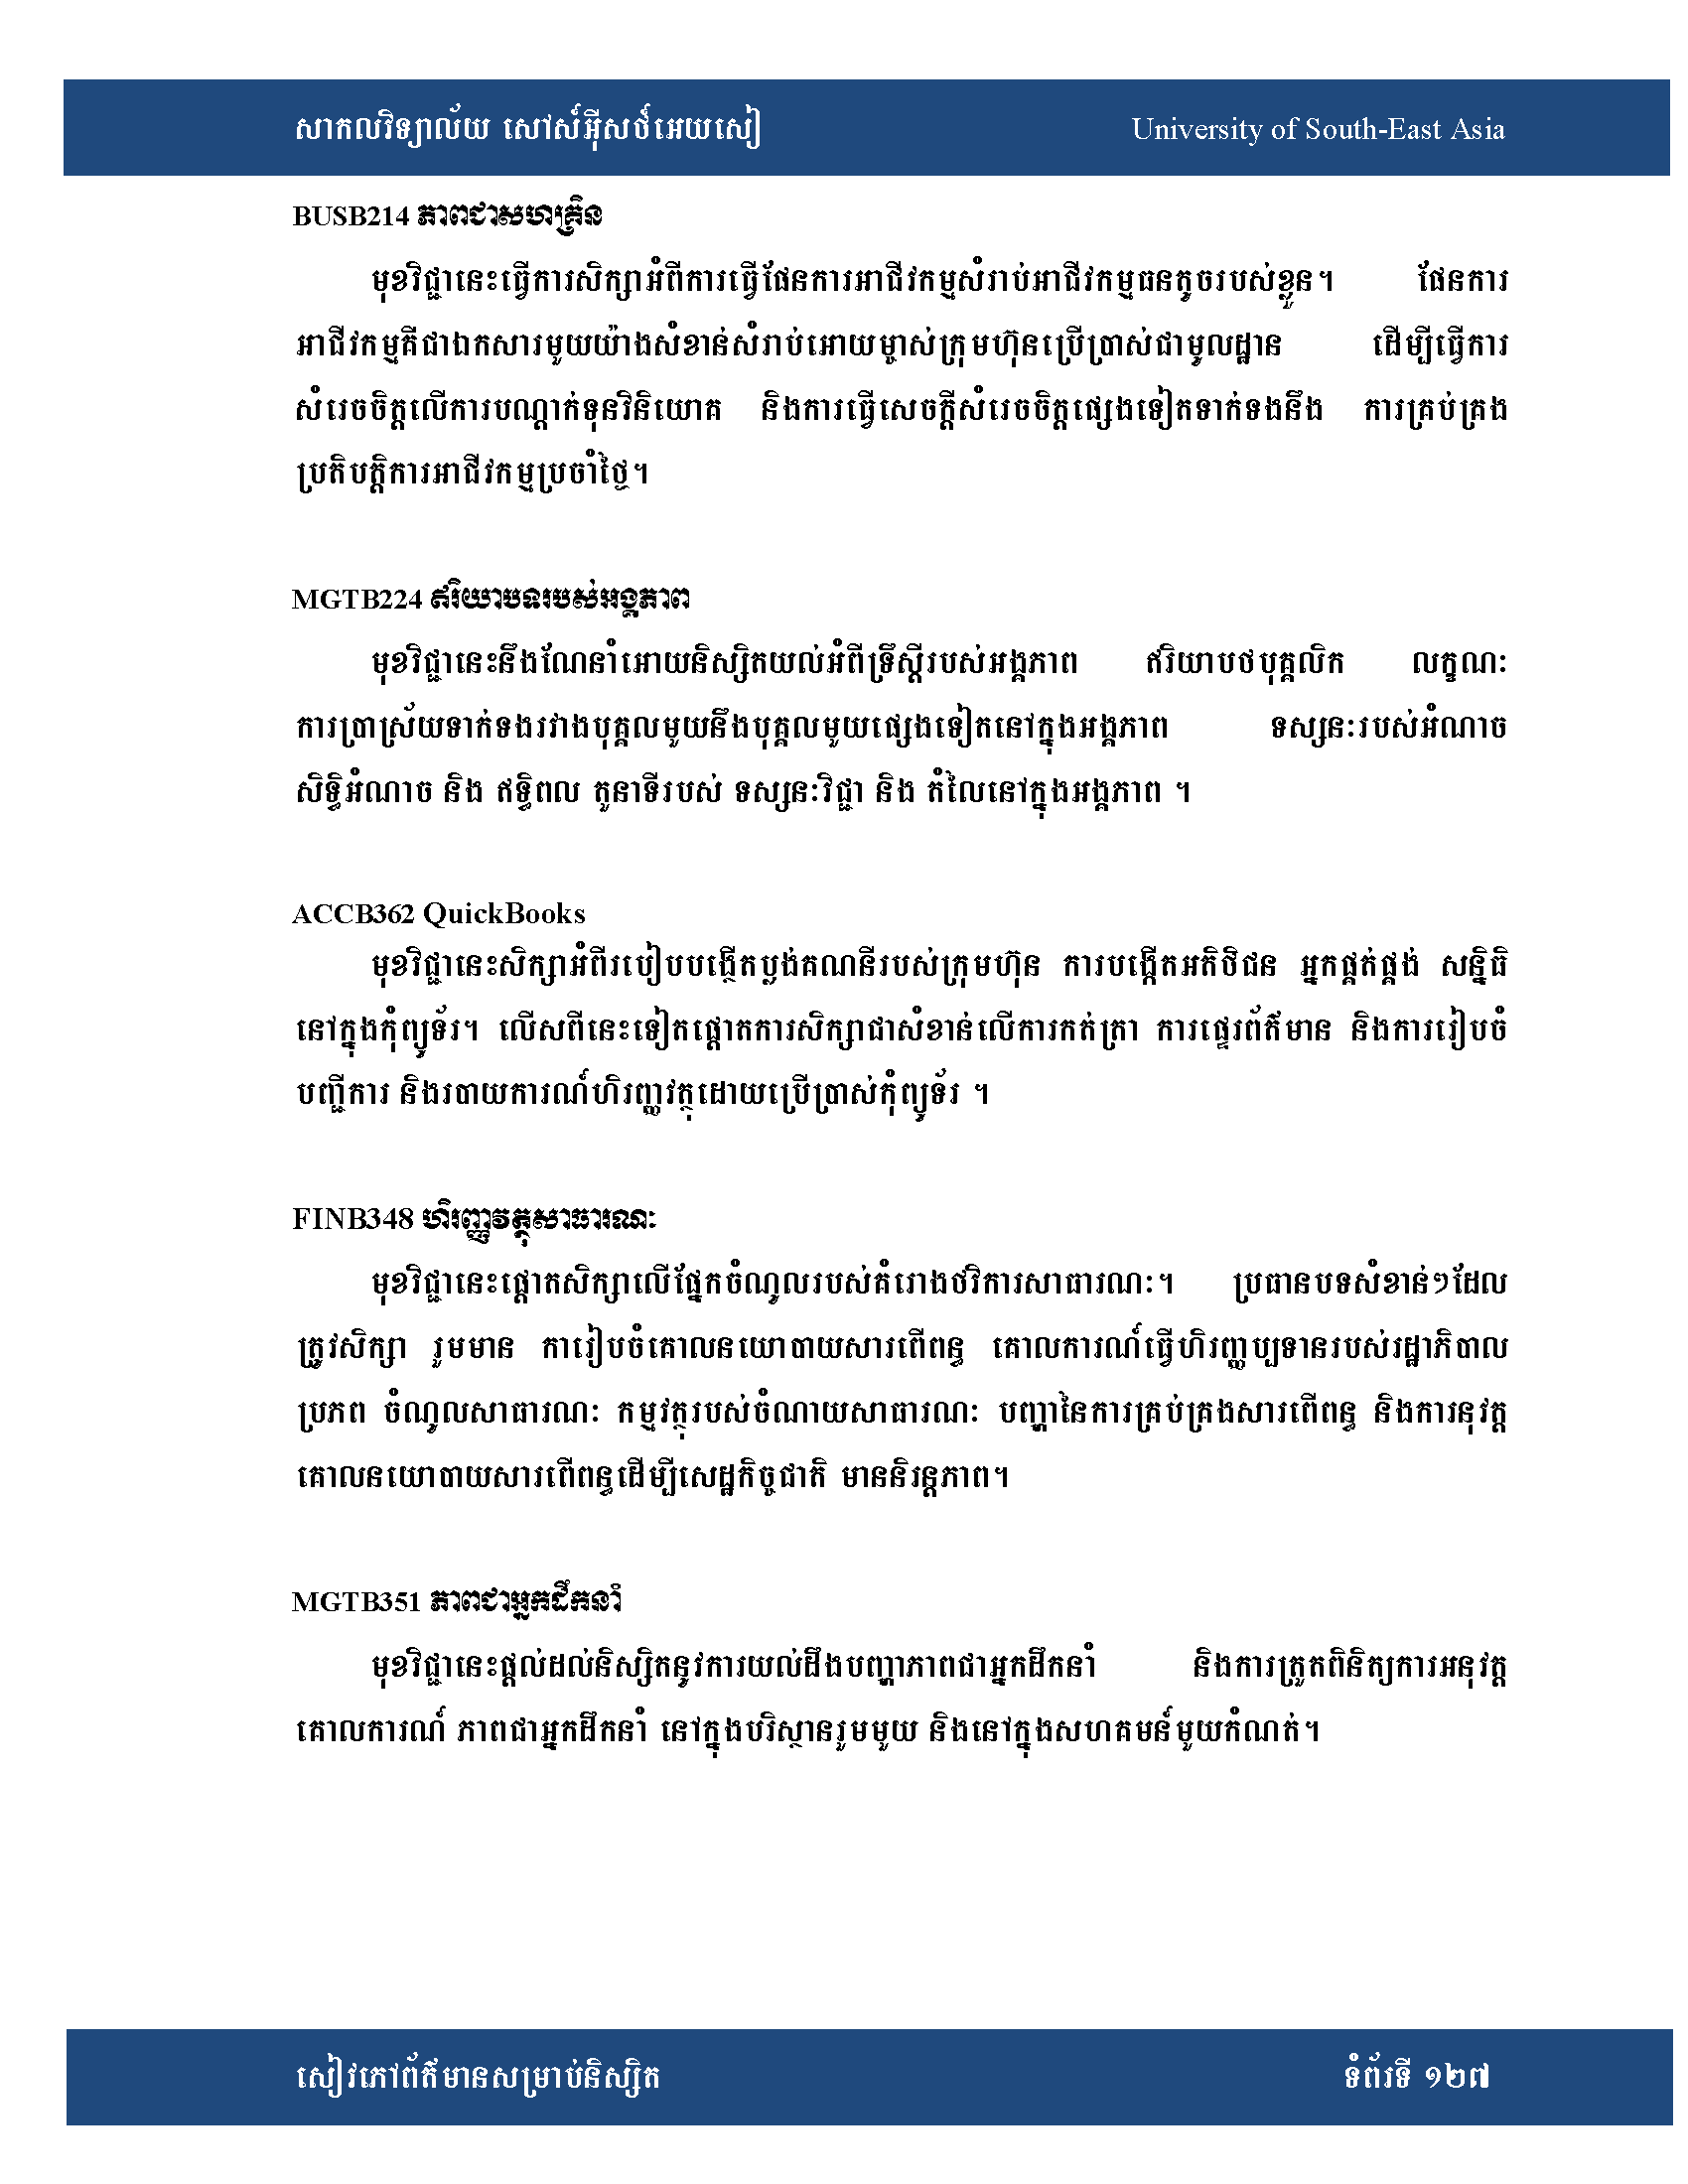 សាកលវិទ្យាល័យ សៅស៍អ៊ីសថ៍អេយសៀ University of South-East Asia
BUSB214 ភាពជាសហគ្រិន
មុខវិជ្ជានេះធ្វើការសិក្សាអំពីការធ្វើផែនការអាជីវកម្មសំរាប់អាជីវកម្មធនតូចរបស់ខ្លួន។ ផែនការ
អាជីវកម្មគឺជាឯកសារមួយយ៉ាងសំខាន់សំរាប់អោយម្ចាស់ក្រុមហ៊ុនប្រើប្រាស់ជាមូលដ្ឋាន ដើម្បីធ្វើការ
សំរេចចិត្តលើការបណ្តាក់ទុនវិនិយោគ និងការធ្វើសេចក្តីសំរេចចិត្តផ្សេងទៀតទាក់ទងនឹង ការគ្រប់គ្រង
ប្រតិបត្តិការអាជីវកម្មប្រចាំថ្ងៃ។
MGTB224 ឥរិយាបទរបស់អង្គភាព
មុខវិជ្ជានេះនឹងណែនាំអោយនិស្សិតយល់អំពីទ្រឹស្តីរបស់អង្គភាព ឥរិយាបថបុគ្គលិក លក្ខណៈ
ការប្រាស្រ័យទាក់ទងរវាងបុគ្គលមួយនឹងបុគ្គលមួយផ្សេងទៀតនៅក្នុងអង្គភាព ទស្សនៈរបស់អំណាច
សិទ្ធិអំណាច និង ឥទ្ធិពល តួនាទីរបស់ ទស្សនៈវិជ្ជា និង តំលៃនៅក្នុងអង្គភាព ។
ACCB362 QuickBooks
មុខវិជ្ជានេះសិក្សាអំពីរបៀបបង្កើតប្លង់គណនីរបស់ក្រុមហ៊ុន ការបង្កើតអតិថិជន អ្នកផ្គត់ផ្គង់ សន្និធិ
នៅក្នុងកុំព្យូទ័រ។ លើសពីនេះទៀតផ្តោតការសិក្សាជាសំខាន់លើការកត់ត្រា ការផ្ទេរព័ត៌មាន និងការរៀបចំ
បញ្ជីការ និងរបាយការណ៍ហិរញ្ញវត្ថុដោយប្រើប្រាស់កុំព្យូទ័រ ។
FINB348 ហិរញ្ញវត្ថុសាធារណៈ
មុខវិជ្ជានេះផ្តោតសិក្សាលើផ្នែកចំណូលរបស់គំរោងថវិការសាធារណៈ។ ប្រធានបទសំខាន់ៗដែល
ត្រូវសិក្សា រួមមាន ការៀបចំគោលនយោបាយសារពើពន្ធ គោលការណ៍ធ្វើហិរញ្ញប្បទានរបស់រដ្ឋាភិបាល
ប្រភព ចំណូលសាធារណៈ កម្មវត្ថុរបស់ចំណាយសាធារណៈ បញ្ហានៃការគ្រប់គ្រងសារពើពន្ធ និងការនុវត្ត
គោលនយោបាយសារពើពន្ធដើម្បីសេដ្ឋកិច្ចជាតិ មាននិរន្តភាព។
MGTB351 ភាពជាអ្នកដឹកនាំ
មុខវិជ្ជានេះផ្តល់ដល់និស្សិតនូវការយល់ដឹងបញ្ហាភាពជាអ្នកដឹកនាំ និងការត្រួតពិនិត្យការអនុវត្ត
គោលការណ៍ ភាពជាអ្នកដឹកនាំ នៅក្នុងបរិស្ថានរួមមួយ និងនៅក្នុងសហគមន៍មួយកំណត់។
សៀវភៅព័ត៌មានសម្រាប់និស្សិត ទំព័រទី ១២៧